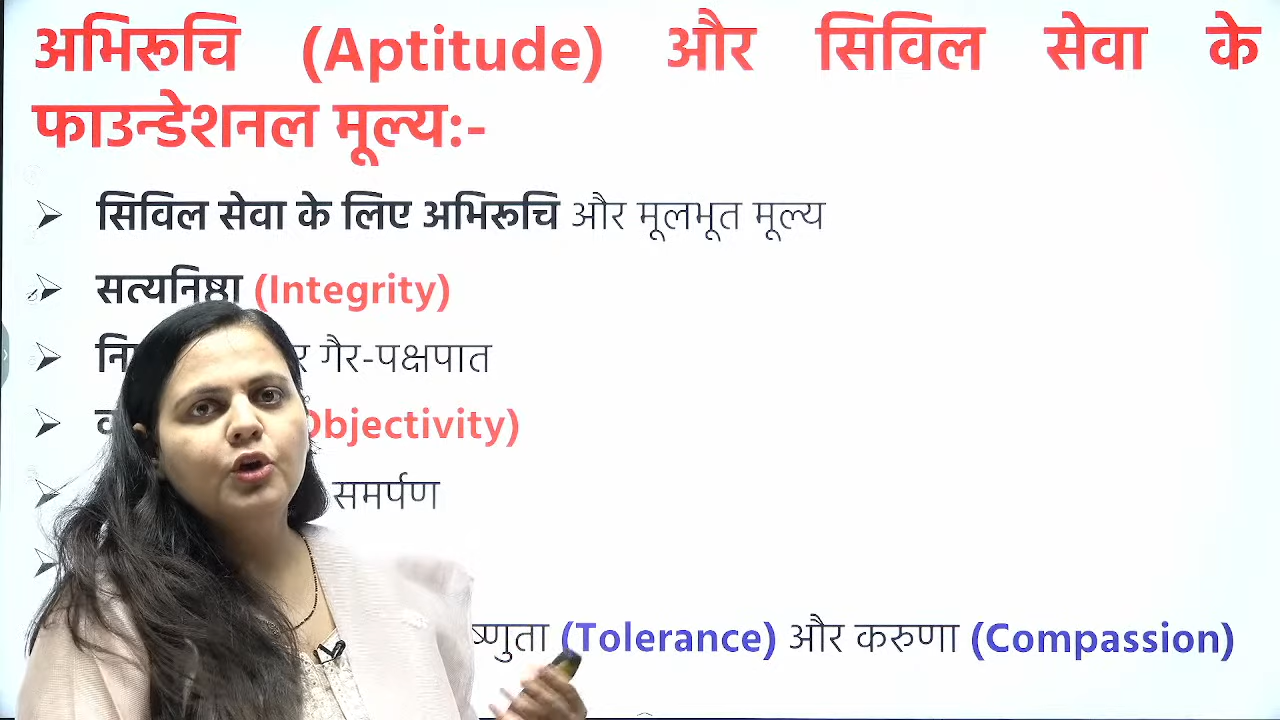 अभिरूचि (Aptitude) और सिविल सेवा के
फाउन्डेशनल मूल्य:-
सिविल सेवा के लिए अभिरूचि और मूलभूत मूल्य
सत्यनिष्ठा (Integrity)
गैर-पक्षपात
Objectivity)
समर्पण
(Tolerance) और करुणा (Compassion)